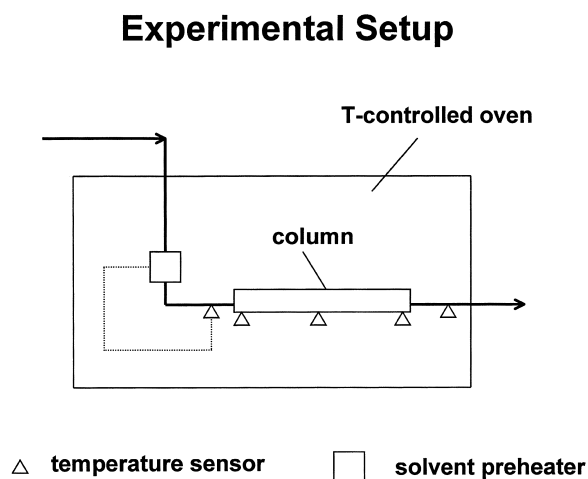 Experimental Setup
T-controlled oven
column
temperature sensor
solvent preheater